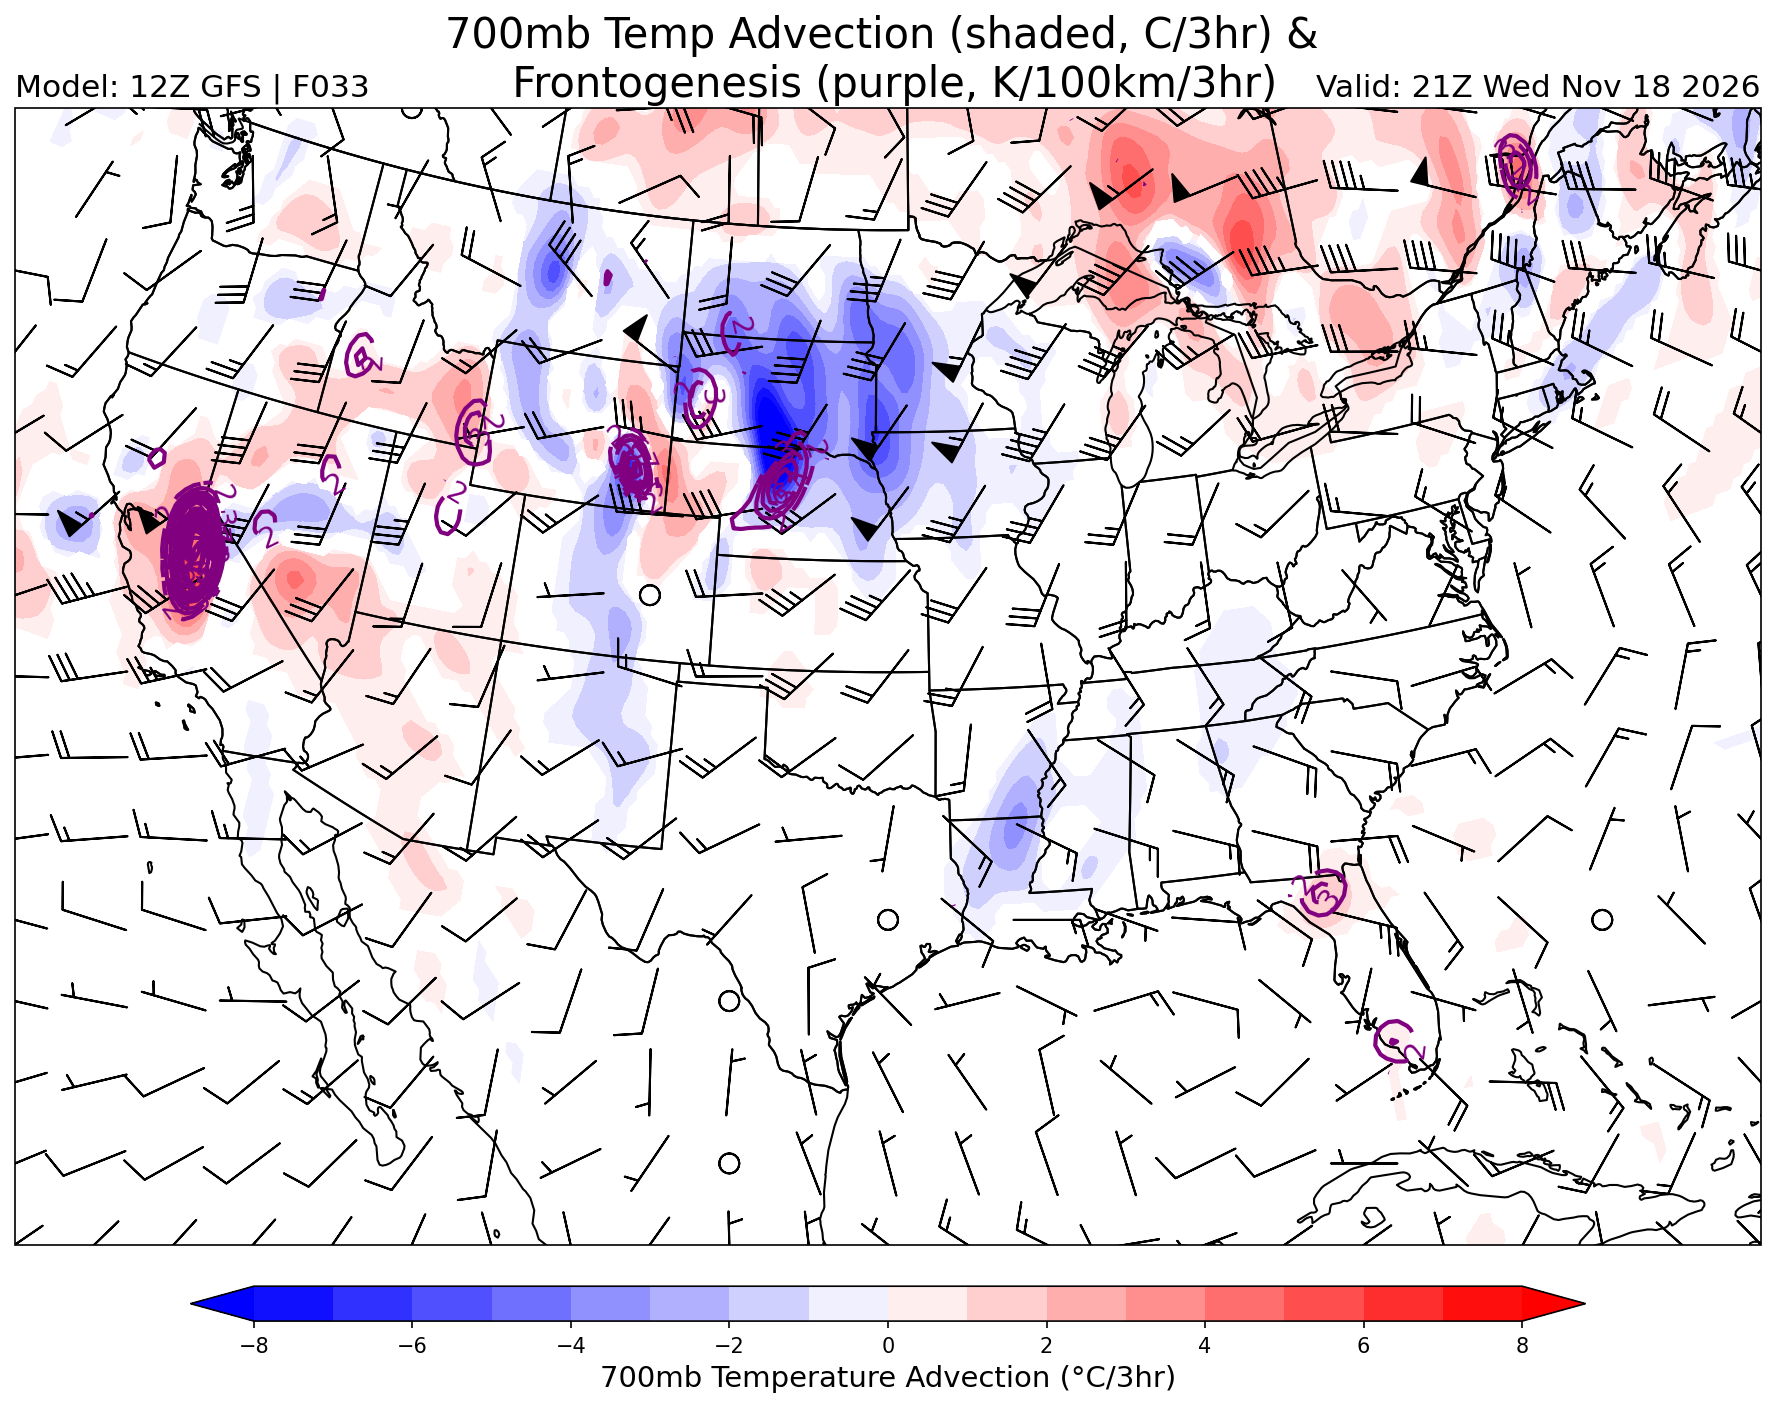 700mb Temp Advection (shaded, C/3hr) &
Model: 12Z GFS | F033
Frontogenesis (purple, K/100km/3hr)
Valid: 21Z Wed Nov 18 2026
−8 −6 −4 −2 0 2 4 6 8
700mb Temperature Advection (°C/3hr)